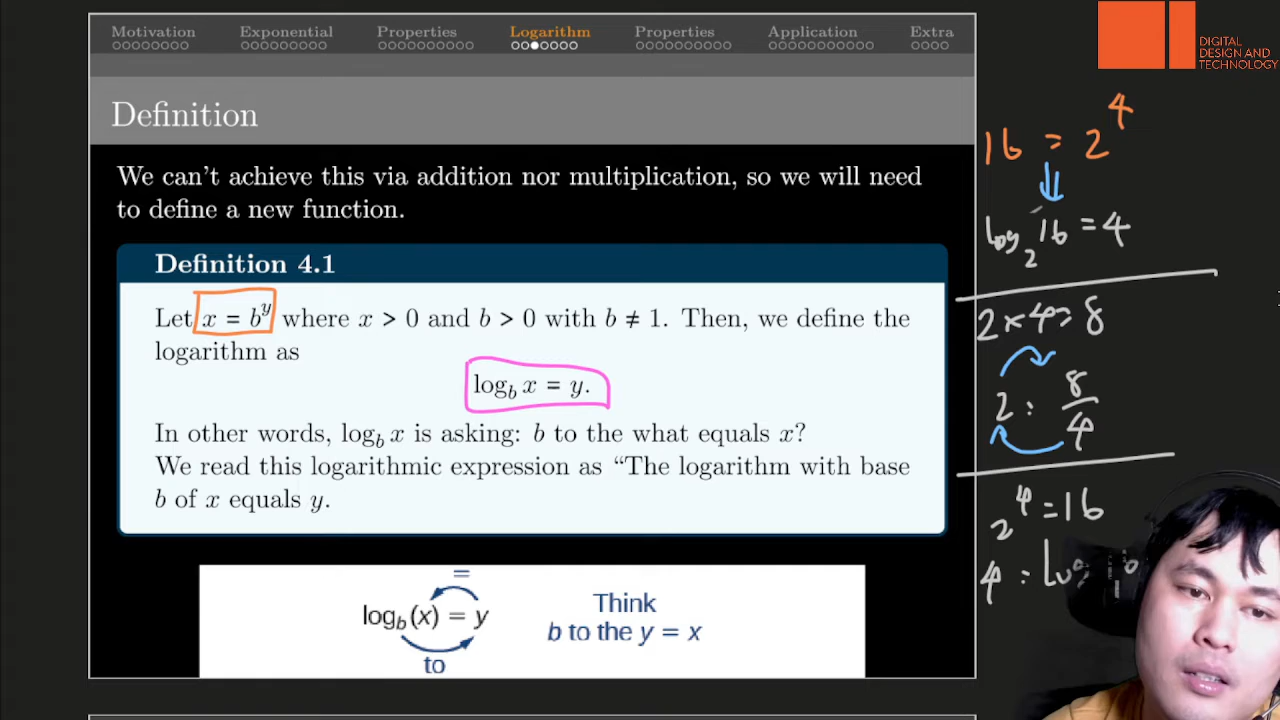 Motivation Exponential Properties Logarithm Properties Application Extra
DIGITAL
DESIGN AND
TECHNOLOGY
Definition
We can't achieve this via addition nor multiplication, so we will need
to define a new function.
Definition 4.1
Let x = b^y where x > 0 and b > 0 with b ≠ 1. Then, we define the
logarithm as
log_b x = y.
In other words, log_b x is asking: b to the what equals x?
We read this logarithmic expression as “The logarithm with base
b of x equals y.
=
log_b(x) = y
to
Think
b to the y = x
16 = 2^4
log_2 16 = 4
2 × 4 = 8
2 : 8/4
2^4 = 16
4 :